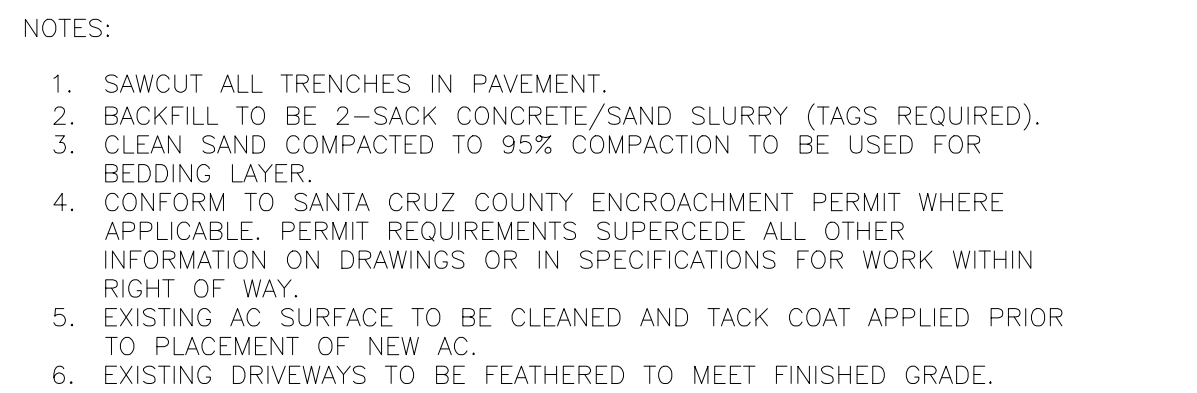 NOTES:
1. SAWCUT ALL TRENCHES IN PAVEMENT.
2. BACKFILL TO BE 2-SACK CONCRETE/SAND SLURRY (TAGS REQUIRED).
3. CLEAN SAND COMPACTED TO 95% COMPACTION TO BE USED FOR
BEDDING LAYER.
4. CONFORM TO SANTA CRUZ COUNTY ENCROACHMENT PERMIT WHERE
APPLICABLE. PERMIT REQUIREMENTS SUPERCEDE ALL OTHER
INFORMATION ON DRAWINGS OR IN SPECIFICATIONS FOR WORK WITHIN
RIGHT OF WAY.
5. EXISTING AC SURFACE TO BE CLEANED AND TACK COAT APPLIED PRIOR
TO PLACEMENT OF NEW AC.
6. EXISTING DRIVEWAYS TO BE FEATHERED TO MEET FINISHED GRADE.